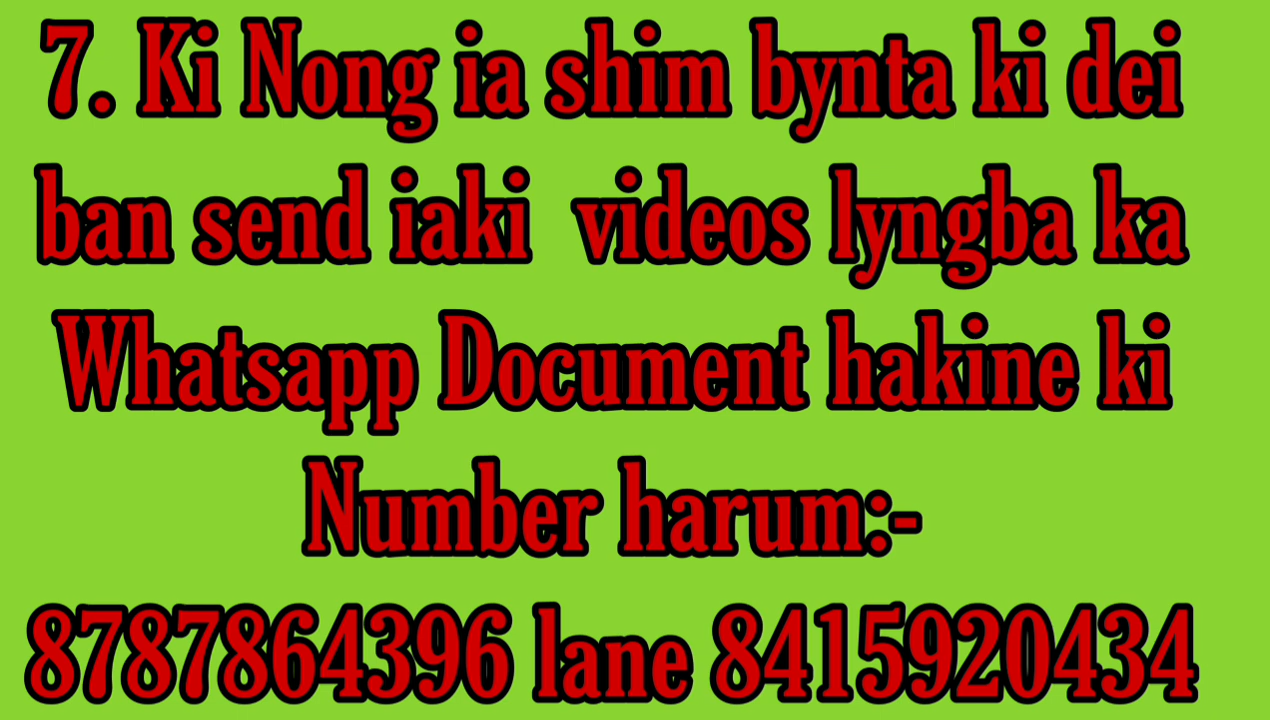 7. Ki Nong ia shim bynta ki dei
ban send iaki videos lyngba ka
Whatsapp Document hakine ki
Number harum:-
8787864396 lane 8415920434